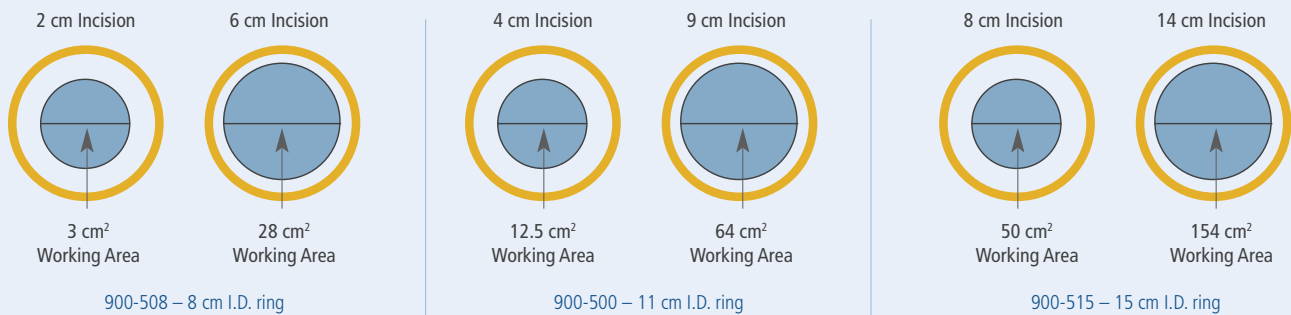 2 cm Incision
6 cm Incision
3 cm²
Working Area
28 cm²
Working Area
900-508 – 8 cm I.D. ring
4 cm Incision
9 cm Incision
12.5 cm²
Working Area
64 cm²
Working Area
900-500 – 11 cm I.D. ring
8 cm Incision
14 cm Incision
50 cm²
Working Area
154 cm²
Working Area
900-515 – 15 cm I.D. ring